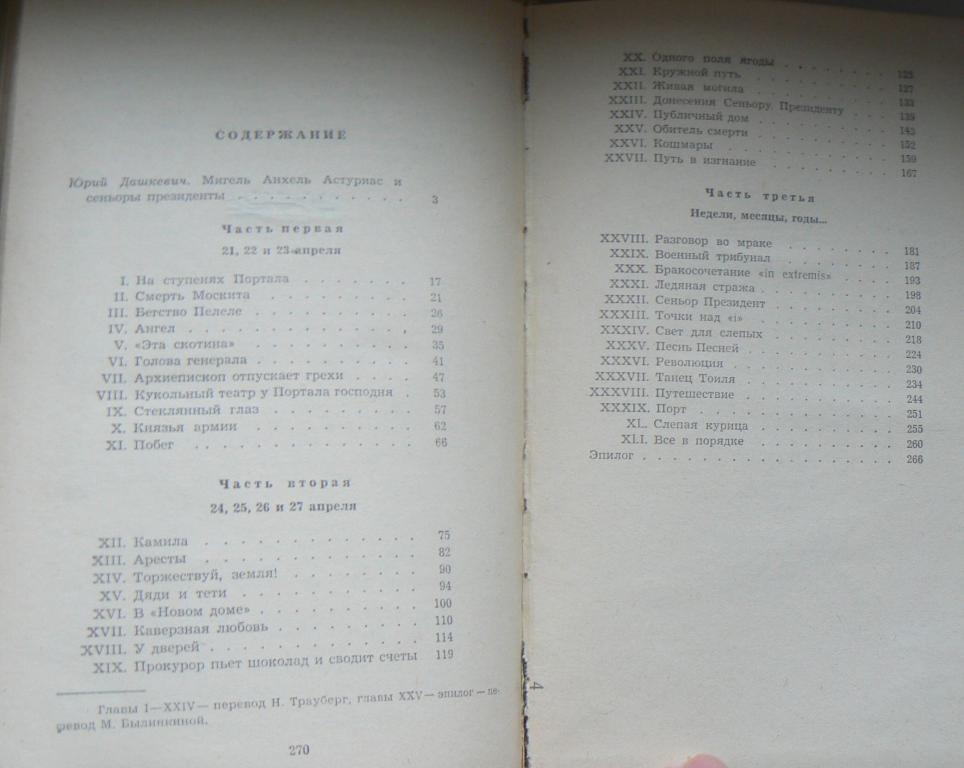 СОДЕРЖАНИЕ
Юрий Дашкевич. Мигель Анхель Астуриас и
сеньоры президенты . . . . . . . . . . . 3
Часть первая
21, 22 и 23 апреля
I. На ступенях Портала . . . . . . . 17
II. Смерть Москита . . . . . . . . . 21
III. Бегство Пелеле . . . . . . . . . 26
IV. Ангел . . . . . . . . . . . . 29
V. «Эта скотина» . . . . . . . . . 35
VI. Голова генерала . . . . . . . . . 41
VII. Архиепископ отпускает грехи . . . . 47
VIII. Кукольный театр у Портала господня . 53
IX. Стеклянный глаз . . . . . . . . 57
X. Князья армии . . . . . . . . . 62
XI. Побег . . . . . . . . . . . . 66
Часть вторая
24, 25, 26 и 27 апреля
XII. Камила . . . . . . . . . . . 75
XIII. Аресты . . . . . . . . . . . 82
XIV. Торжествуй, земля! . . . . . . . 90
XV. Дяди и тети . . . . . . . . . 94
XVI. В «Новом доме» . . . . . . . . 100
XVII. Каверзная любовь . . . . . . . 110
XVIII. У дверей . . . . . . . . . . 114
XIX. Прокурор пьет шоколад и сводит счеты 119
Главы I—XXIV— перевод Н. Трауберг, главы XXV— эпилог — пе-
ревод М. Былинкиной.
270
XX. Одного поля ягоды . . . . . . . 125
XXI. Кружной путь . . . . . . . . . 127
XXII. Живая могила . . . . . . . . . 133
XXIII. Донесения Сеньору Президенту . . . 139
XXIV. Публичный дом . . . . . . . . 145
XXV. Обитель смерти . . . . . . . . 152
XXVI. Кошмары . . . . . . . . . . 159
XXVII. Путь в изгнание . . . . . . . . 167
Часть третья
Недели, месяцы, годы...
XXVIII. Разговор во мраке . . . . . . . 181
XXIX. Военный трибунал . . . . . . . 187
XXX. Бракосочетание «in extremis» . . . . 193
XXXI. Ледяная стража . . . . . . . . 198
XXXII. Сеньор Президент . . . . . . . 204
XXXIII. Точки над «i» . . . . . . . . 210
XXXIV. Свет для слепых . . . . . . . . 218
XXXV. Песнь Песней . . . . . . . . 224
XXXVI. Революция . . . . . . . . . 230
XXXVII. Танец Тоиля . . . . . . . . . 234
XXXVIII. Путешествие . . . . . . . . . 244
XXXIX. Порт . . . . . . . . . . . 251
XL. Слепая курица . . . . . . . . 255
XLI. Все в порядке . . . . . . . . 260
Эпилог . . . . . . . . . . . . . . 266
4